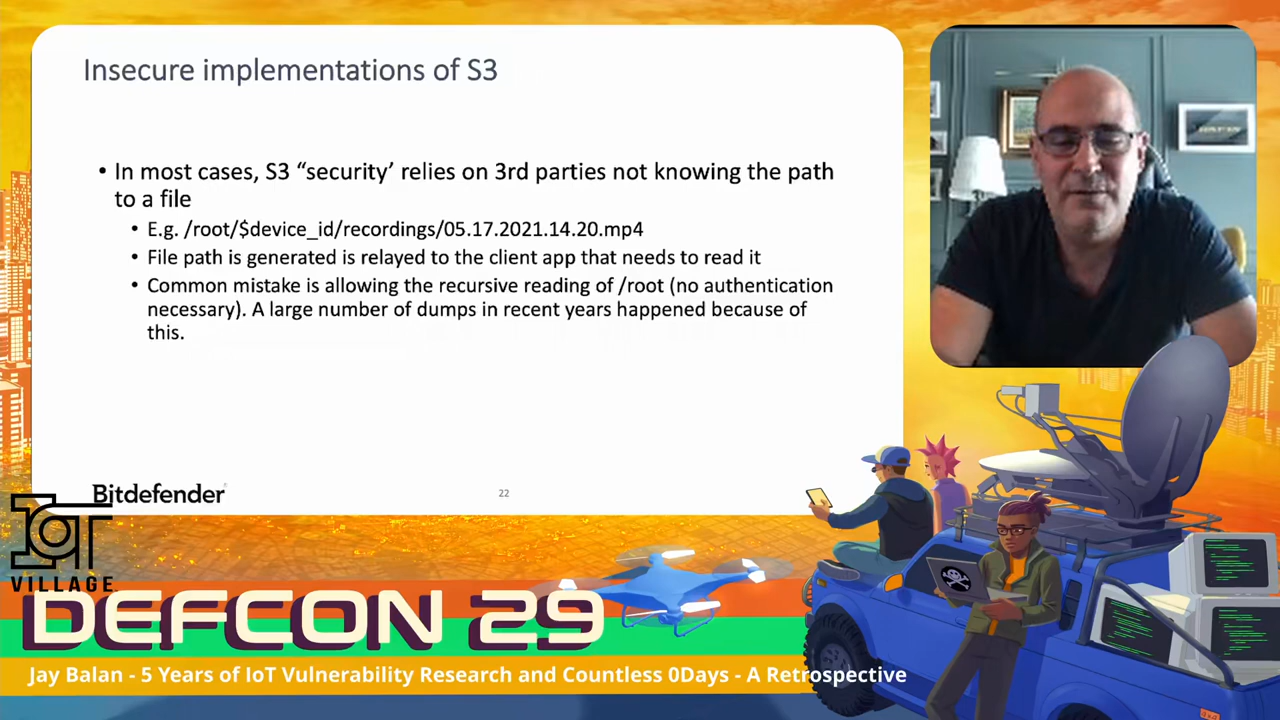 Insecure implementations of S3
• In most cases, S3 “security’ relies on 3rd parties not knowing the path
to a file
• E.g. /root/$device_id/recordings/05.17.2021.14.20.mp4
• File path is generated is relayed to the client app that needs to read it
• Common mistake is allowing the recursive reading of /root (no authentication
necessary). A large number of dumps in recent years happened because of
this.
Bitdefender
22
IoT
VILLAGE
DEFCON 29
Jay Balan - 5 Years of IoT Vulnerability Research and Countless 0Days - A Retrospective